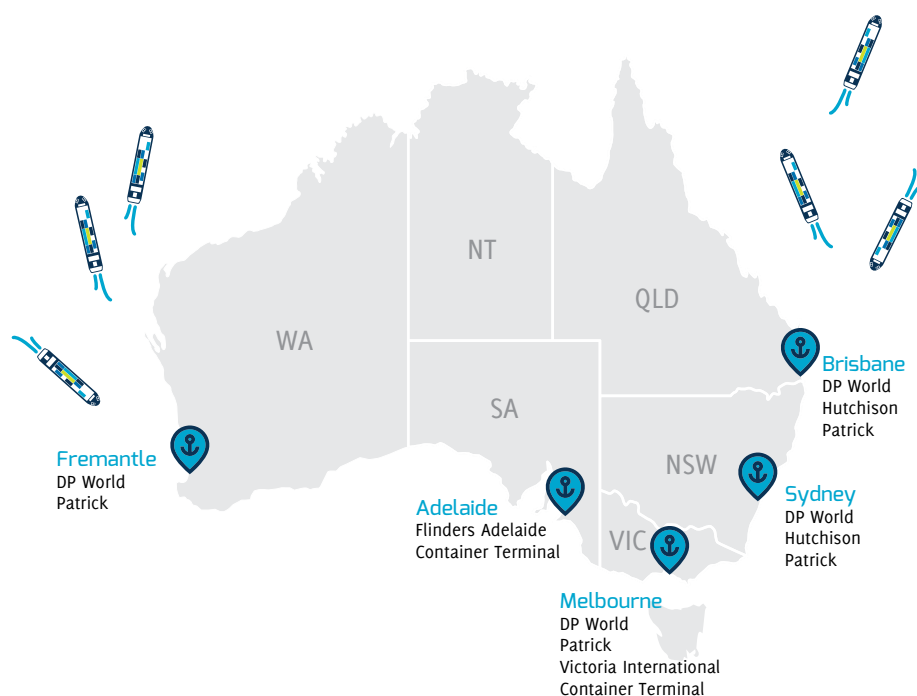 NT
QLD
WA
SA
NSW
VIC
Brisbane
DP World
Hutchison
Patrick
Fremantle
DP World
Patrick
Adelaide
Flinders Adelaide
Container Terminal
Sydney
DP World
Hutchison
Patrick
Melbourne
DP World
Patrick
Victoria International
Container Terminal